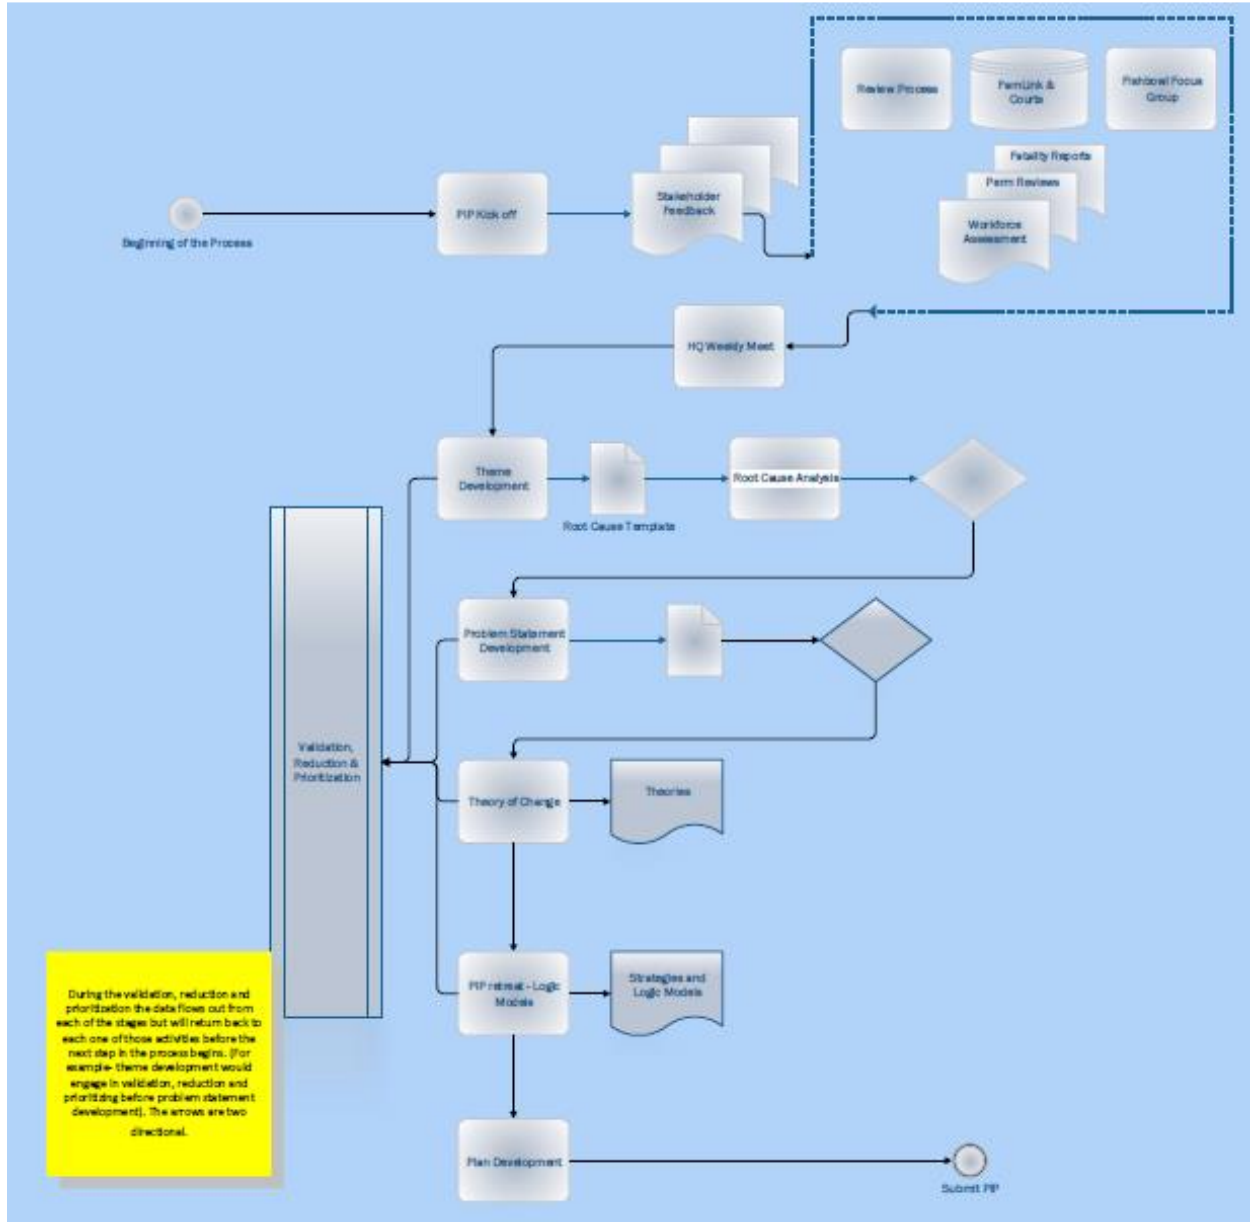 Review Process
FamLink &
Courts
Fishbowl Focus
Group
Fatality Reports
Perm Reviews
Workforce
Assessment
Stakeholder
Feedback
PIP Kick off
Beginning of the Process
HQ Weekly Meet
Theme
Development
Root Cause Template
Root Cause Analysis
Problem Statement
Development
Validation,
Reduction &
Prioritization
Theory of Change
Theories
PIP retreat - Logic
Models
Strategies and
Logic Models
During the validation, reduction and
prioritization the data flows out from
each of the stages but will return back to
each one of those activities before the
next step in the process begins. (For
example- theme development would
engage in validation, reduction and
prioritizing before problem statement
development). The arrows are two
directional.
Plan Development
Submit PIP